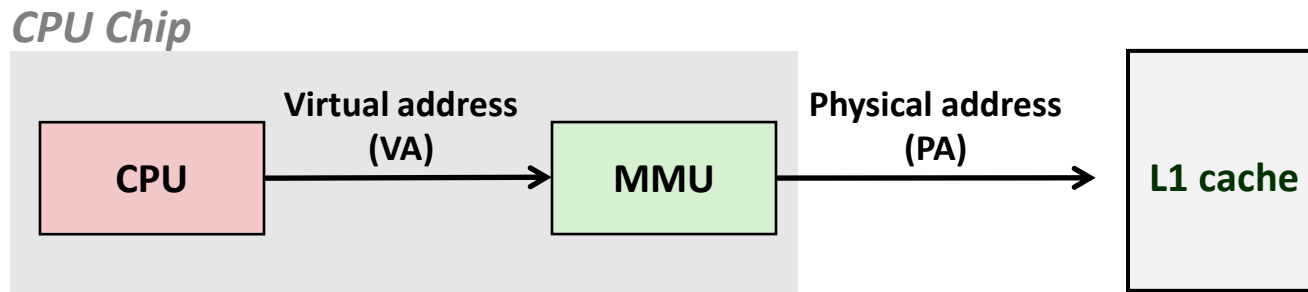 CPU Chip
Virtual address
(VA)
Physical address
(PA)
CPU
MMU
L1 cache